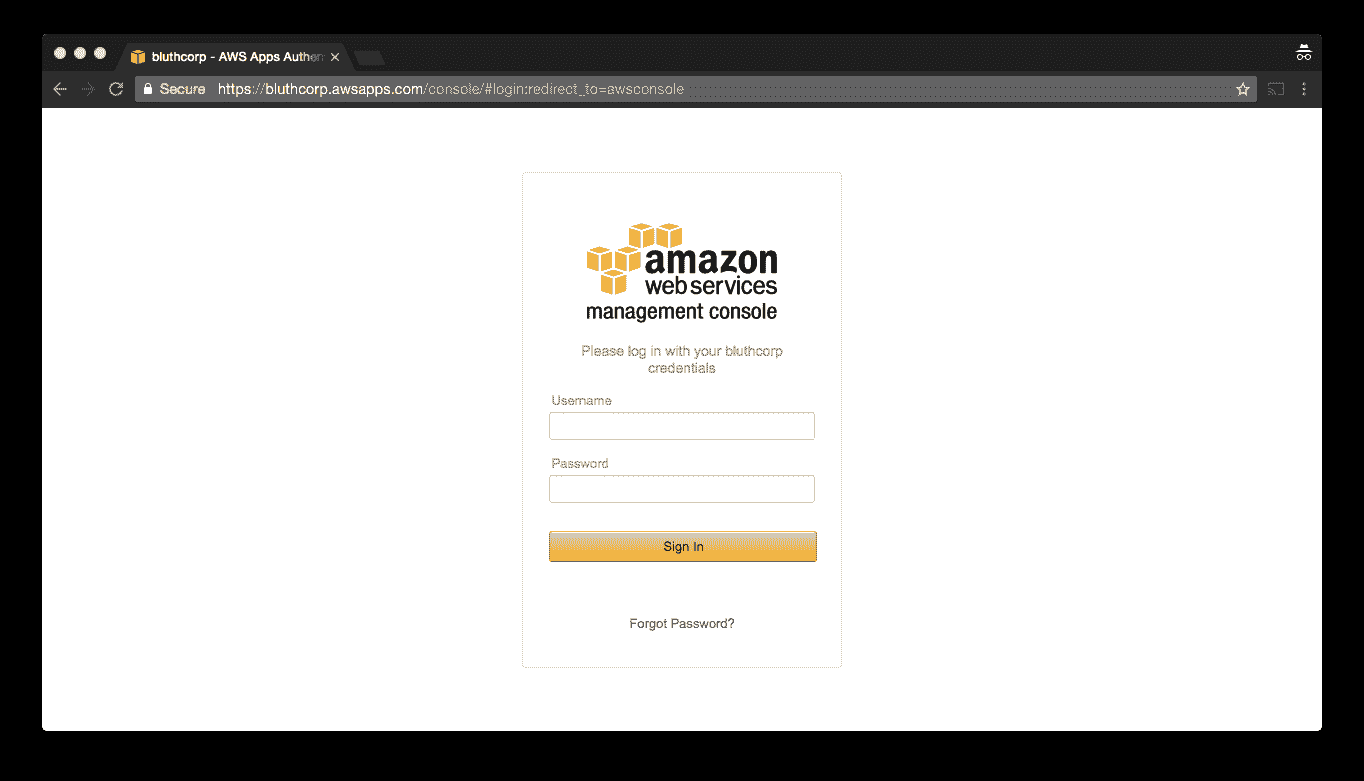 bluthcorp - AWS Apps Authen
Secure https://bluthcorp.awsapps.com/console/#login:redirect_to=awsconsole
amazon
web services
management console
Please log in with your bluthcorp
credentials
Username
Password
Sign In
Forgot Password?